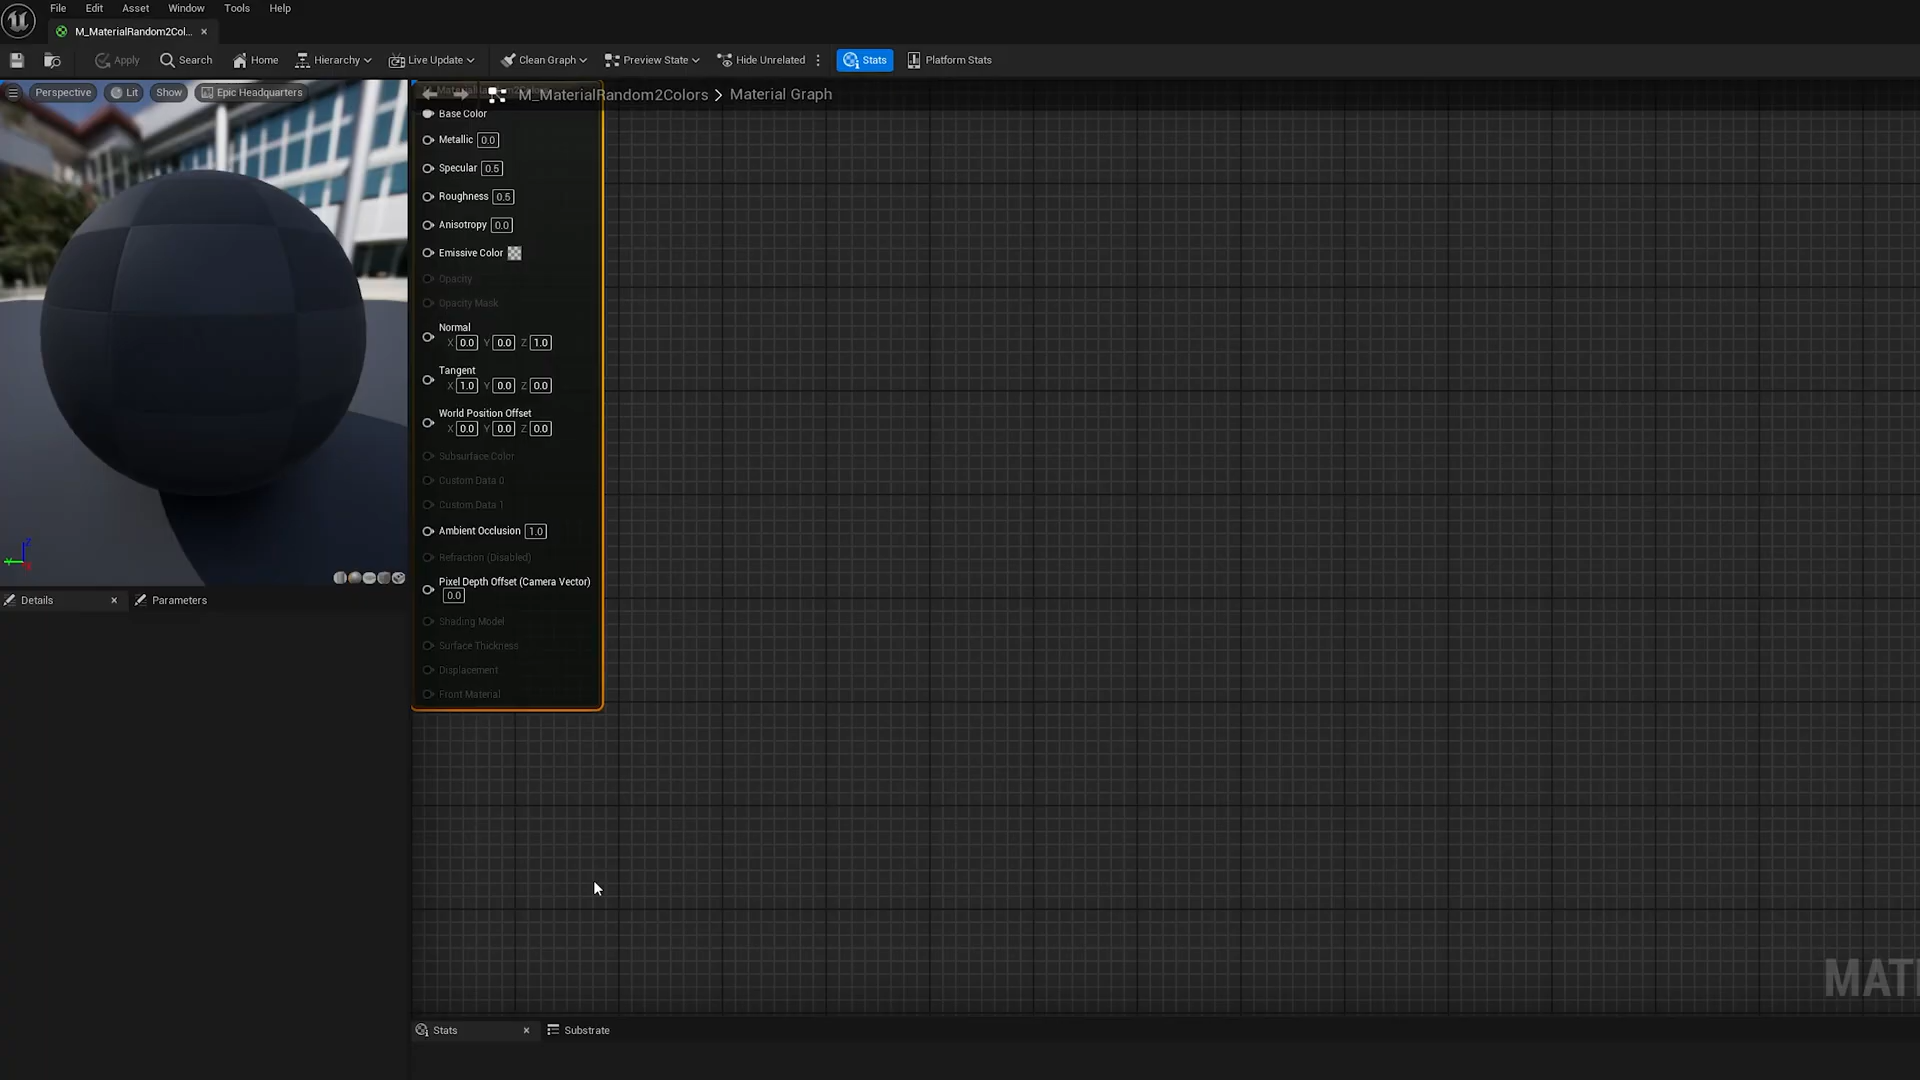 File Edit Asset Window Tools Help
M_MaterialRandom2Col...
Apply Search Home Hierarchy Live Update Clean Graph Preview State Hide Unrelated Stats Platform Stats
Perspective Lit Show Epic Headquarters
M_MaterialRandom2Colors > Material Graph
Base Color
Metallic 0.0
Specular 0.5
Roughness 0.5
Anisotropy 0.0
Emissive Color
Opacity
Opacity Mask
Normal
X 0.0 Y 0.0 Z 1.0
Tangent
X 1.0 Y 0.0 Z 0.0
World Position Offset
X 0.0 Y 0.0 Z 0.0
Subsurface Color
Custom Data 0
Custom Data 1
Ambient Occlusion 1.0
Refraction (Disabled)
Pixel Depth Offset (Camera Vector)
0.0
Shading Model
Surface Thickness
Displacement
Front Material
Z
Y
Details Parameters
MAT
Stats Substrate